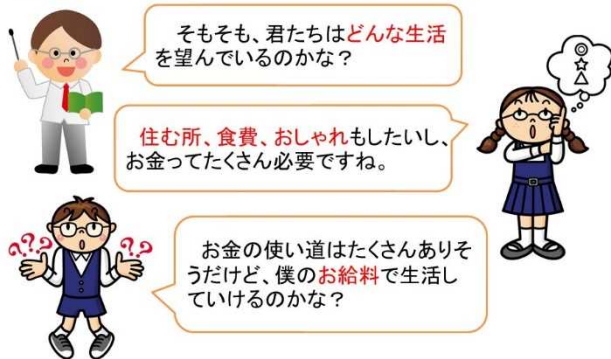 そもそも、君たちはどんな生活
を望んでいるのかな？
◎
☆
△
住む所、食費、おしゃれもしたいし、
お金ってたくさん必要ですね。
???
???
お金の使い道はたくさんありそ
うだけど、僕のお給料で生活し
ていけるのかな？